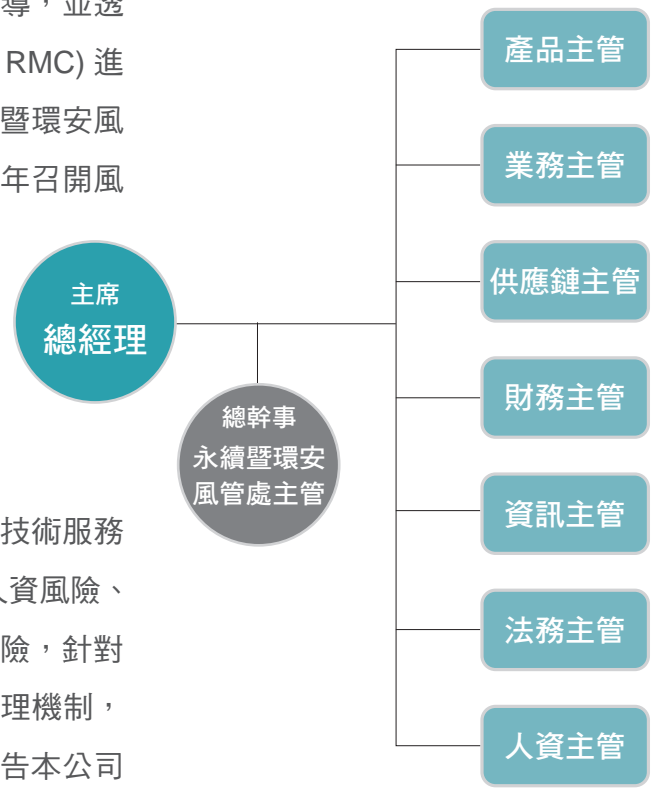 導，並透
RMC) 進
暨環安風
年召開風
主席
總經理
總幹事
永續暨環安
風管處主管
產品主管
業務主管
供應鏈主管
財務主管
資訊主管
法務主管
人資主管
技術服務
人資風險、
險，針對
理機制，
告本公司